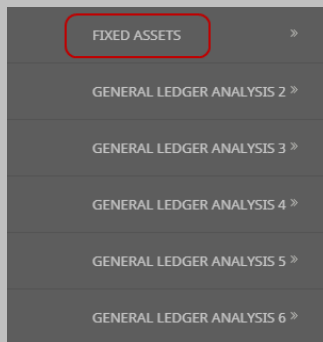 FIXED ASSETS »
GENERAL LEDGER ANALYSIS 2 »
GENERAL LEDGER ANALYSIS 3 »
GENERAL LEDGER ANALYSIS 4 »
GENERAL LEDGER ANALYSIS 5 »
GENERAL LEDGER ANALYSIS 6 »